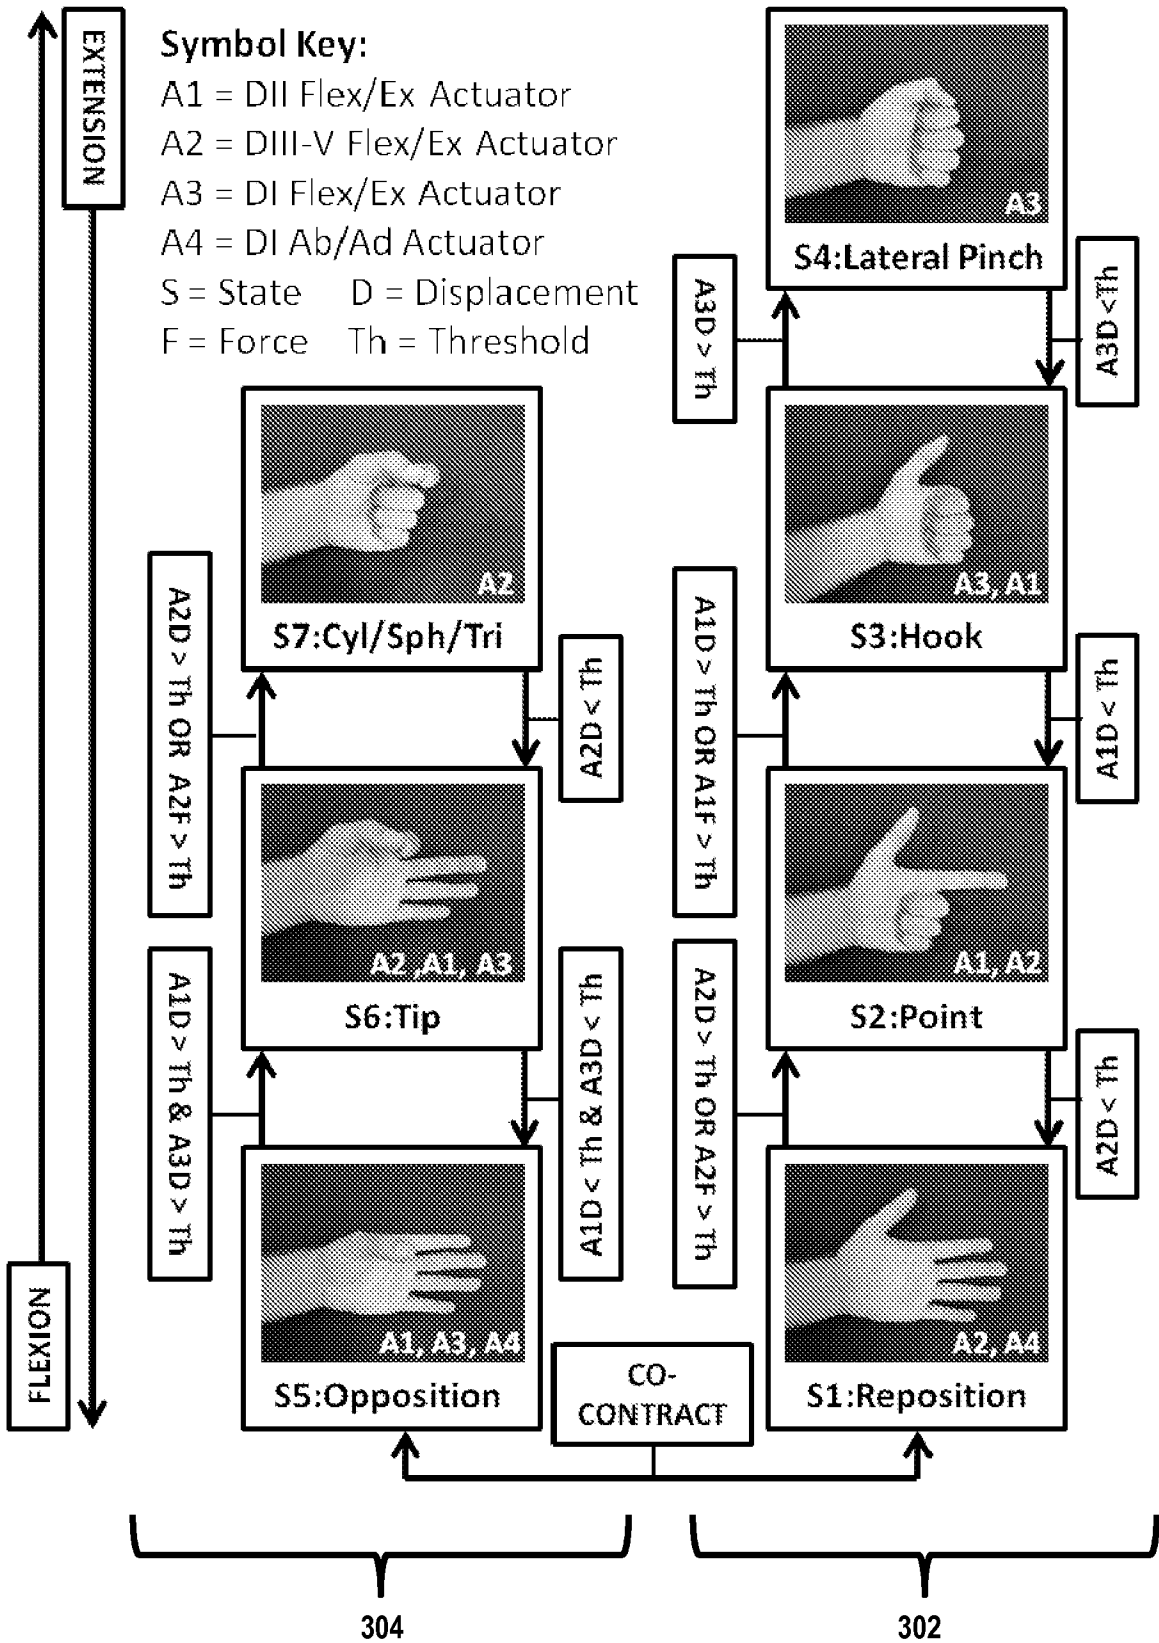 EXTENSION
FLEXION
Symbol Key:
A1 = DII Flex/Ex Actuator
A2 = DIII-V Flex/Ex Actuator
A3 = DI Flex/Ex Actuator
A4 = DI Ab/Ad Actuator
S = State D = Displacement
F = Force Th = Threshold
A3
S4:Lateral Pinch
A3D > Th
A3D <Th
A3, A1
S3:Hook
A1D > Th OR A1F > Th
A1D < Th
A1, A2
S2:Point
A2D > Th OR A2F > Th
A2D < Th
A2, A4
S1:Reposition
A2
S7:Cyl/Sph/Tri
A2D > Th OR A2F > Th
A2D < Th
A2 ,A1, A3
S6:Tip
A1D > Th & A3D > Th
A1D < Th & A3D < Th
A1, A3, A4
S5:Opposition
CO-
CONTRACT
304
302